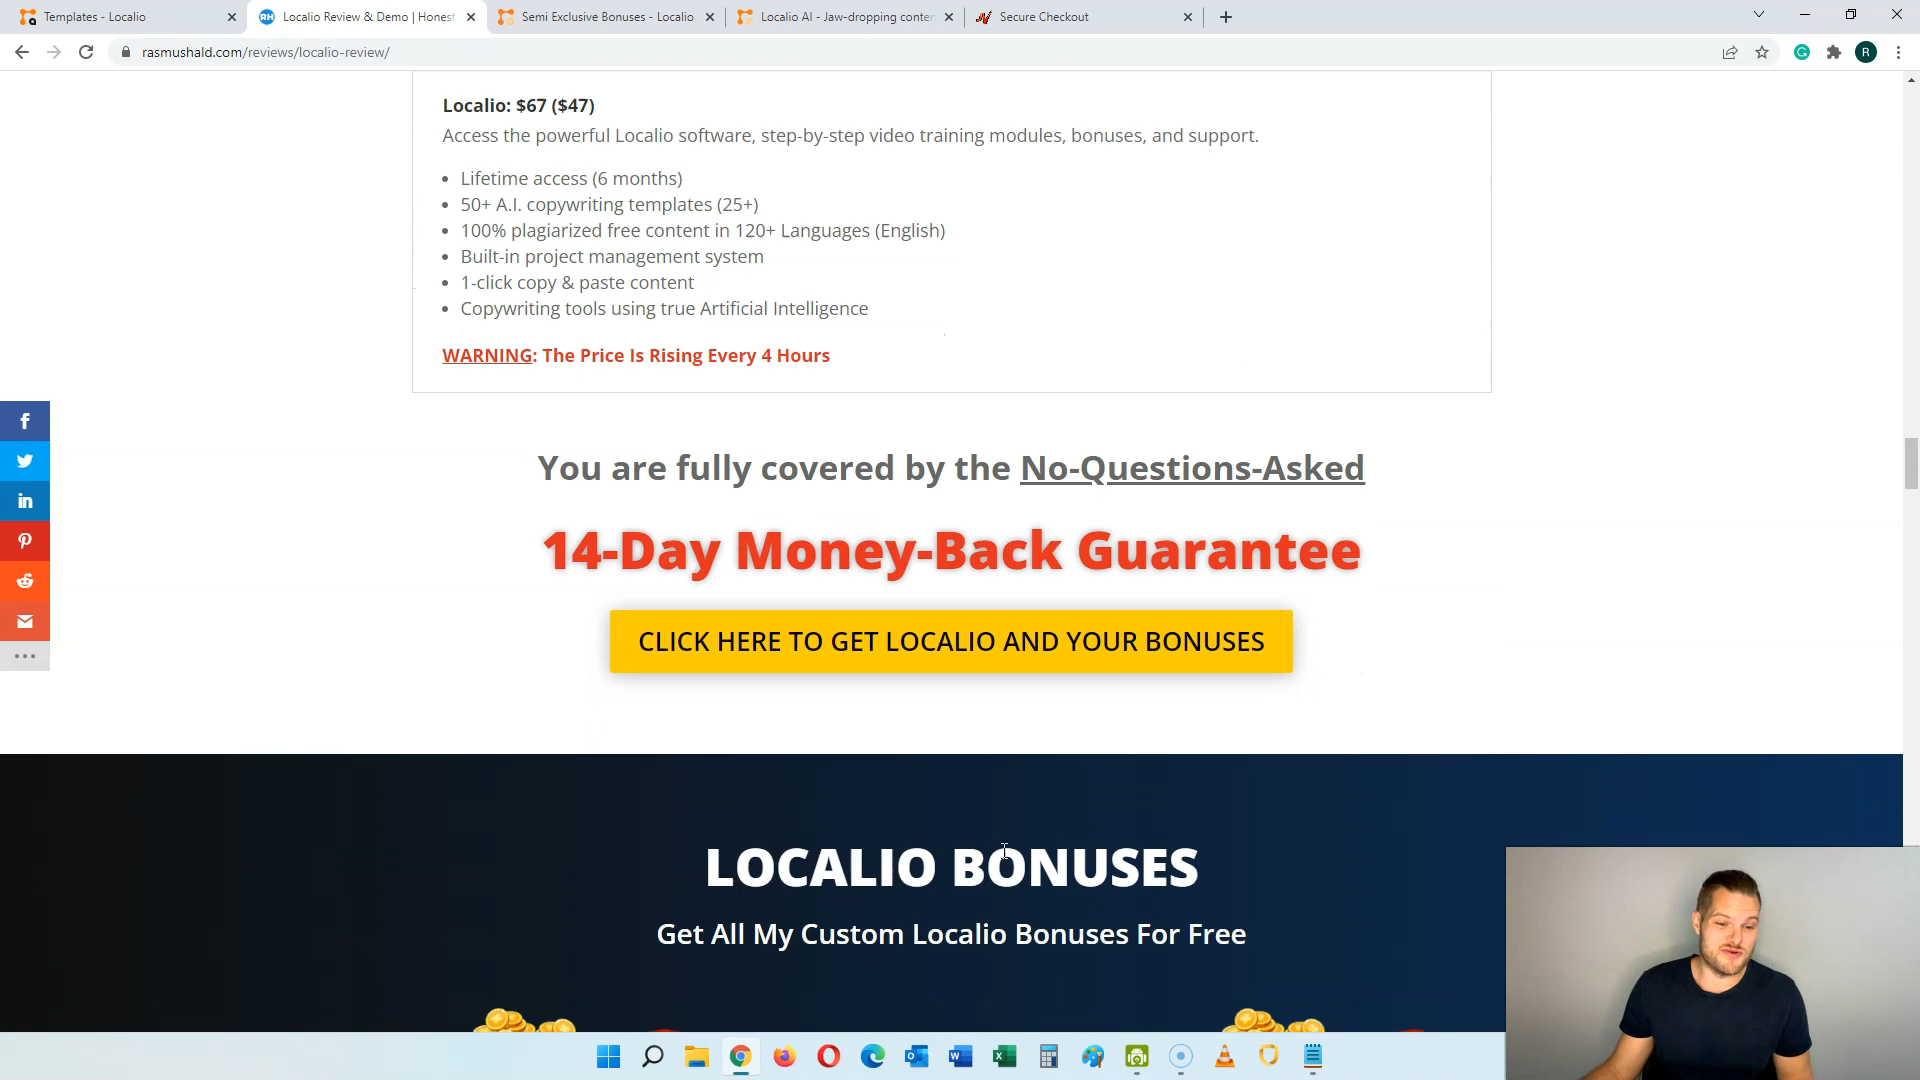 Templates - Localio
Localio Review & Demo | Honest
Semi Exclusive Bonuses - Localio
Localio AI - Jaw-dropping conter
Secure Checkout
rasmushald.com/reviews/localio-review/
R
Localio: $67 ($47)
Access the powerful Localio software, step-by-step video training modules, bonuses, and support.
• Lifetime access (6 months)
• 50+ A.I. copywriting templates (25+)
• 100% plagiarized free content in 120+ Languages (English)
• Built-in project management system
• 1-click copy & paste content
• Copywriting tools using true Artificial Intelligence
WARNING: The Price Is Rising Every 4 Hours
You are fully covered by the No-Questions-Asked
14-Day Money-Back Guarantee
CLICK HERE TO GET LOCALIO AND YOUR BONUSES
LOCALIO BONUSES
Get All My Custom Localio Bonuses For Free